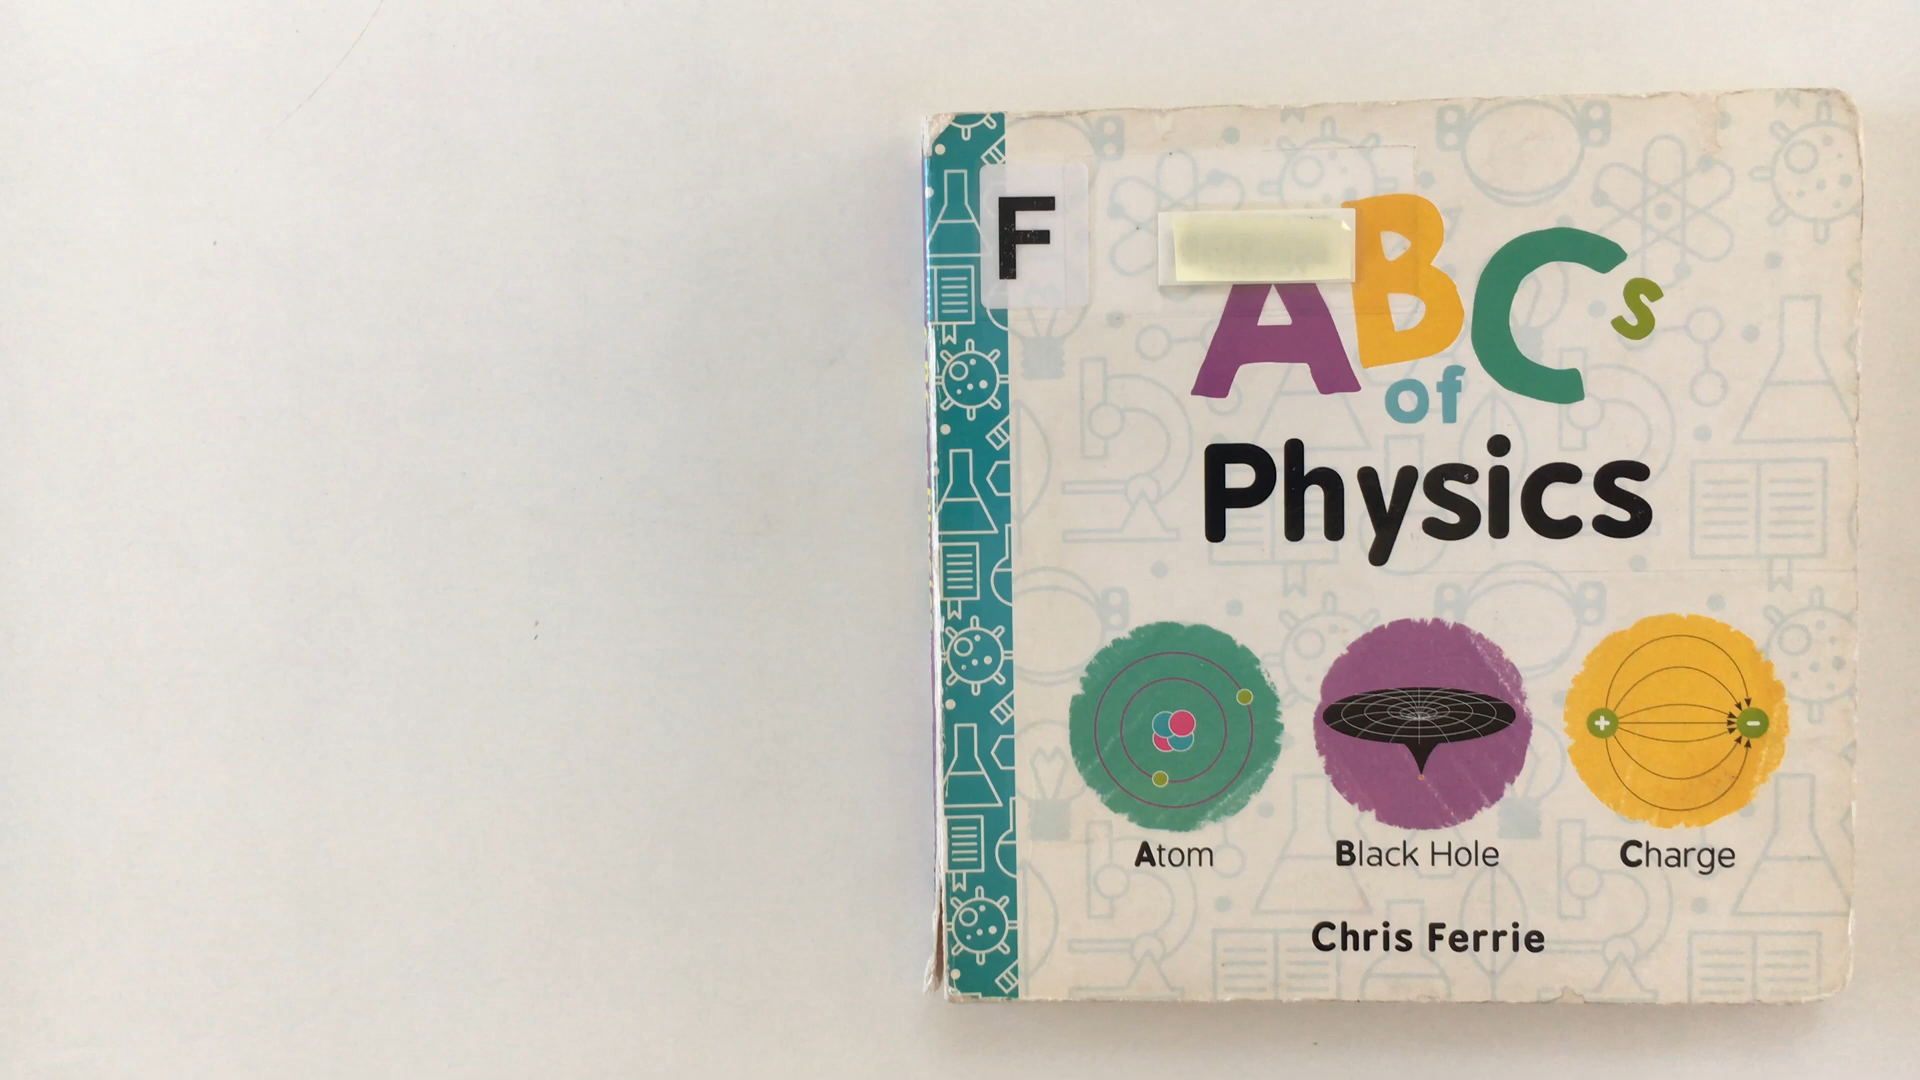 F
ABCs
of
Physics
+ -
Atom Black Hole Charge
Chris Ferrie